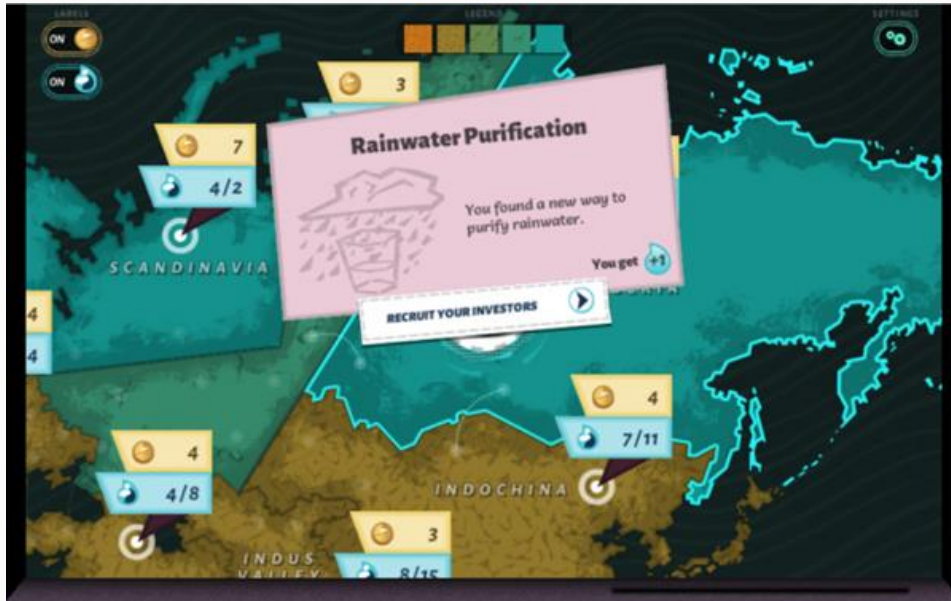 LABELS
LEGEND
SETTINGS
ON
ON
3
7
4/2
SCANDINAVIA
Rainwater Purification
You found a new way to
purify rainwater.
You get +1
RECRUIT YOUR INVESTORS
4
4
4
7/11
INDOCHINA
4
4/8
3
8/15
INDUS
VALLEY